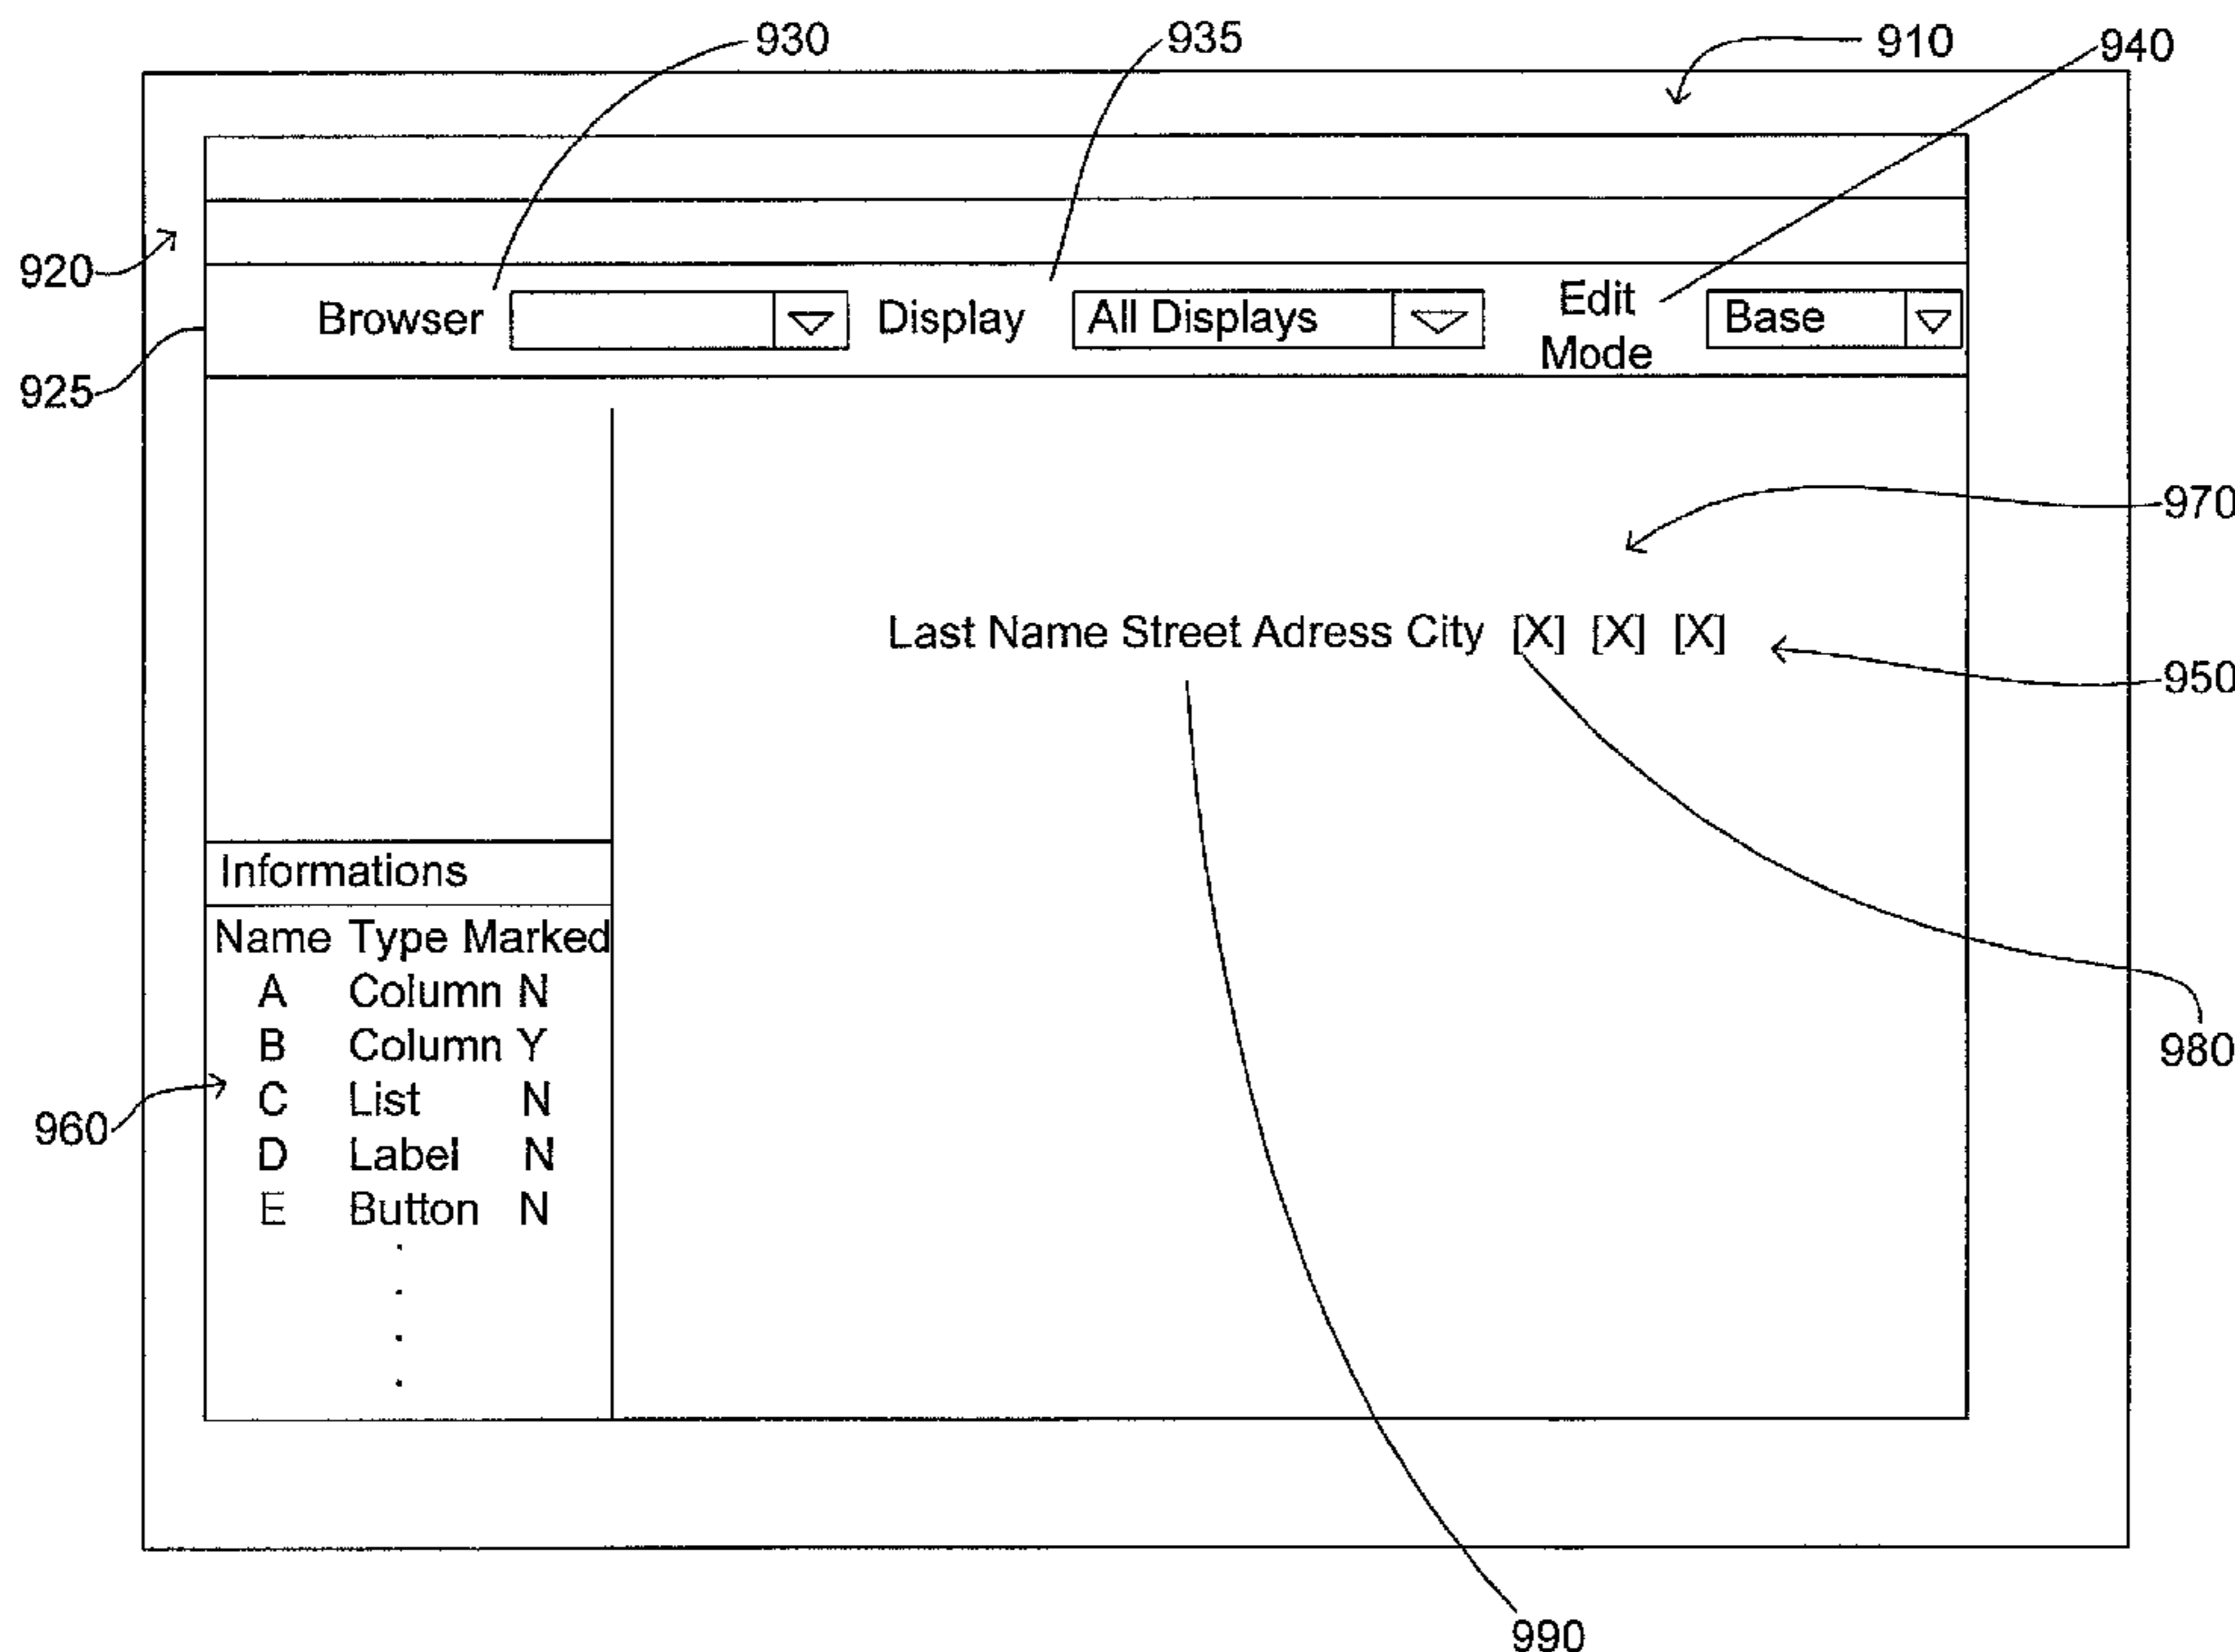 930
935
910
940
920
Browser
Display
All Displays
Edit
Mode
Base
925
970
Last Name Street Adress City [X] [X] [X]
950
Informations
Name Type Marked
A Column N
B Column Y
C List N
D Label N
E Button N
960
980
990